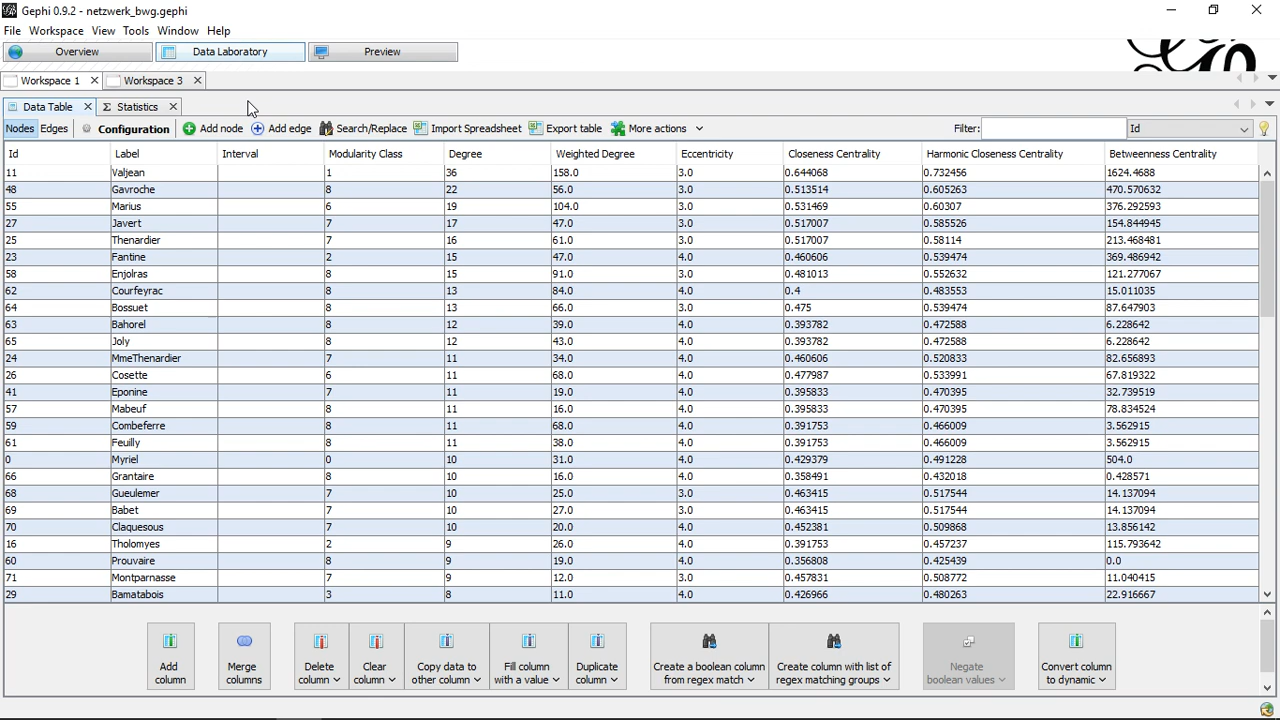 Gephi 0.9.2 - netzwerk_bwg.gephi
File Workspace View Tools Window Help
Overview Data Laboratory Preview
Workspace 1 Workspace 3
Data Table Statistics
Nodes Edges Configuration Add node Add edge Search/Replace Import Spreadsheet Export table More actions Filter: Id
Id Label Interval Modularity Class Degree Weighted Degree Eccentricity Closeness Centrality Harmonic Closeness Centrality Betweenness Centrality
11 Valjean 1 36 158.0 3.0 0.644068 0.732456 1624.4688
48 Gavroche 8 22 56.0 3.0 0.513514 0.605263 470.570632
55 Marius 6 19 104.0 3.0 0.531469 0.60307 376.292593
27 Javert 7 17 47.0 3.0 0.517007 0.585526 154.844945
25 Thenardier 7 16 61.0 3.0 0.517007 0.58114 213.468481
23 Fantine 2 15 47.0 4.0 0.460606 0.539474 369.486942
58 Enjolras 8 15 91.0 3.0 0.481013 0.552632 121.277067
62 Courfeyrac 8 13 84.0 4.0 0.4 0.483553 15.011035
64 Bossuet 8 13 66.0 3.0 0.475 0.539474 87.647903
63 Bahorel 8 12 39.0 4.0 0.393782 0.472588 6.228642
65 Joly 8 12 43.0 4.0 0.393782 0.472588 6.228642
24 MmeThenardier 7 11 34.0 4.0 0.460606 0.520833 82.656893
26 Cosette 6 11 68.0 4.0 0.477987 0.533991 67.819322
41 Eponine 7 11 19.0 4.0 0.395833 0.470395 32.739519
57 Mabeuf 8 11 16.0 4.0 0.395833 0.470395 78.834524
59 Combeferre 8 11 68.0 4.0 0.391753 0.466009 3.562915
61 Feuilly 8 11 38.0 4.0 0.391753 0.466009 3.562915
0 Myriel 0 10 31.0 4.0 0.429379 0.491228 504.0
66 Grantaire 8 10 16.0 4.0 0.358491 0.432018 0.428571
68 Gueulemer 7 10 25.0 3.0 0.463415 0.517544 14.137094
69 Babet 7 10 27.0 3.0 0.463415 0.517544 14.137094
70 Claquesous 7 10 20.0 4.0 0.452381 0.509868 13.856142
16 Tholomyes 2 9 26.0 4.0 0.391753 0.457237 115.793642
60 Prouvaire 8 9 19.0 4.0 0.356808 0.425439 0.0
71 Montparnasse 7 9 12.0 3.0 0.457831 0.508772 11.040415
29 Bamatabois 3 8 11.0 4.0 0.426966 0.480263 22.916667
Add column
Merge columns
Delete column
Clear column
Copy data to other column
Fill column with a value
Duplicate column
Create a boolean column from regex match
Create column with list of regex matching groups
Negate boolean values
Convert column to dynamic